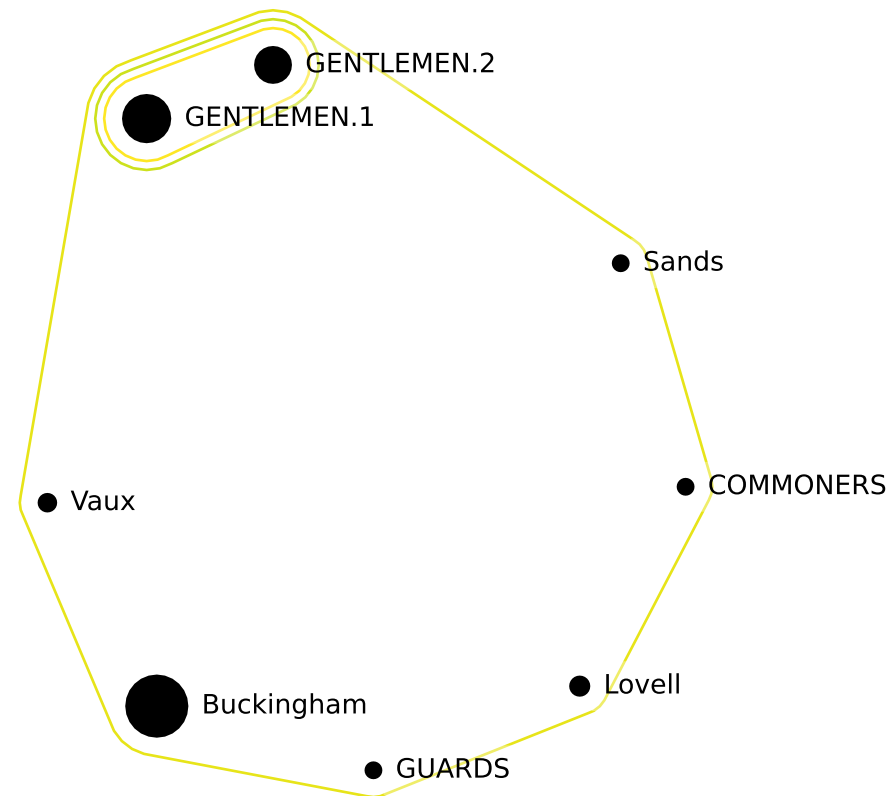 GENTLEMEN.2
GENTLEMEN.1
Sands
COMMONERS
Vaux
Lovell
Buckingham
GUARDS